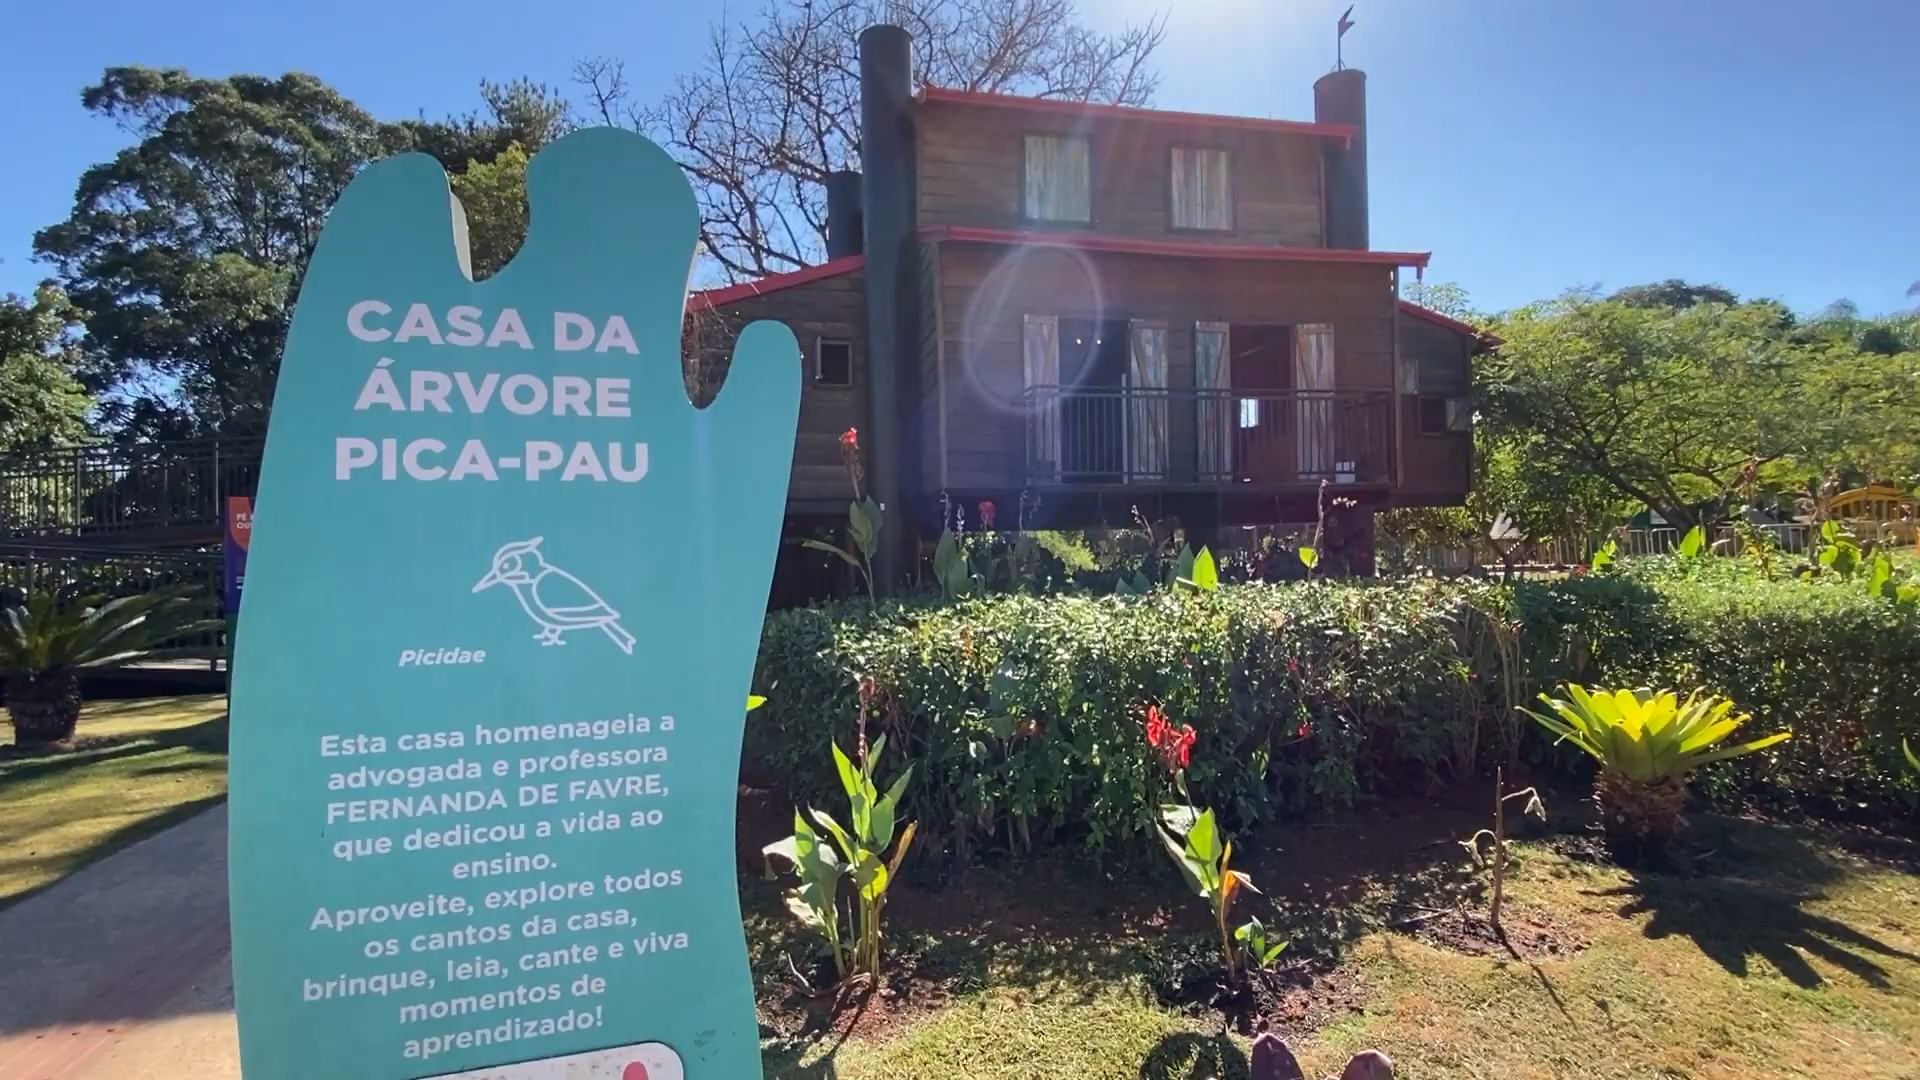 CASA DA
ÁRVORE
PICA-PAU
Picidae
Esta casa homenageia a
advogada e professora
FERNANDA DE FAVRE,
que dedicou a vida ao
ensino.
Aproveite, explore todos
os cantos da casa,
brinque, leia, cante e viva
momentos de
aprendizado!